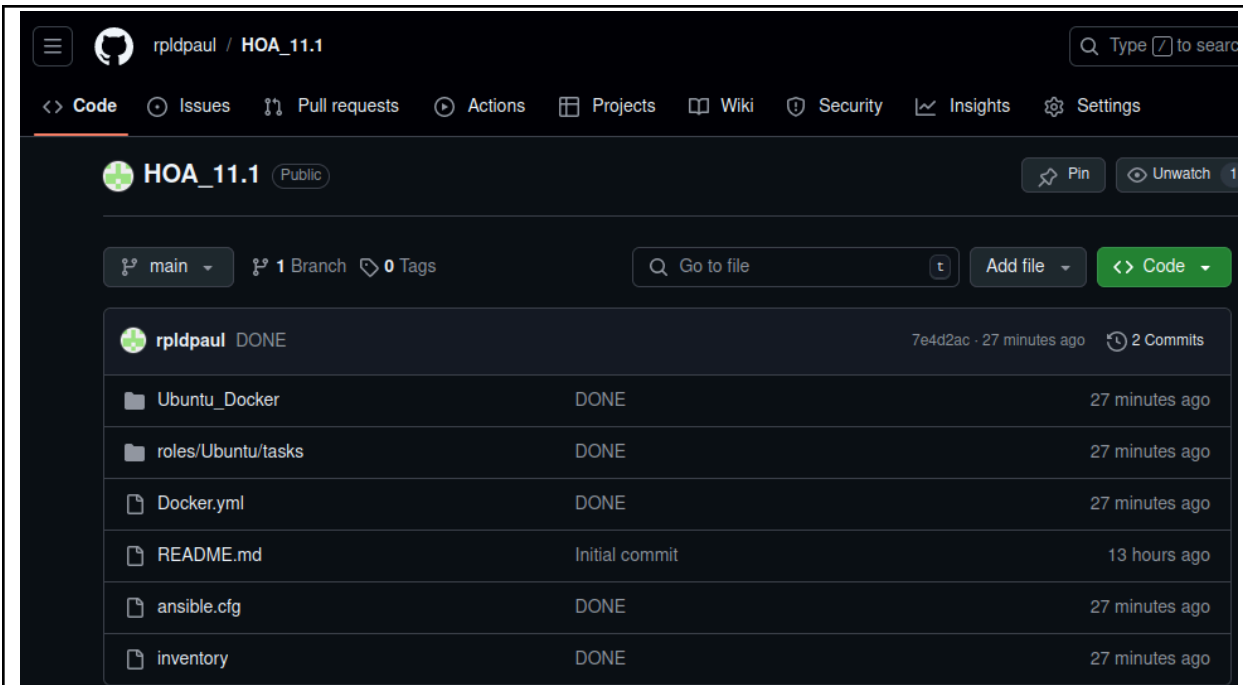 rpldpaul / HOA_11.1 Type / to searc
Code Issues Pull requests Actions Projects Wiki Security Insights Settings
HOA_11.1 Public Pin Unwatch 1
main 1 Branch 0 Tags Go to file t Add file Code
rpldpaul DONE 7e4d2ac · 27 minutes ago 2 Commits
Ubuntu_Docker DONE 27 minutes ago
roles/Ubuntu/tasks DONE 27 minutes ago
Docker.yml DONE 27 minutes ago
README.md Initial commit 13 hours ago
ansible.cfg DONE 27 minutes ago
inventory DONE 27 minutes ago